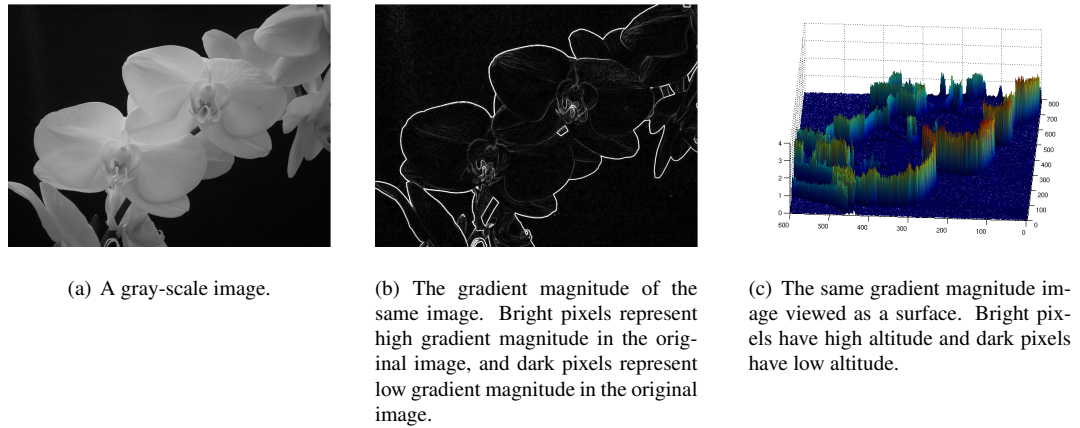 4
3
2
1
0
600
500
400
300
200
100
0
0
100
200
300
400
500
600
700
800
(a) A gray-scale image.
(b) The gradient magnitude of the
same image. Bright pixels represent
high gradient magnitude in the orig-
inal image, and dark pixels represent
low gradient magnitude in the original
image.
(c) The same gradient magnitude im-
age viewed as a surface. Bright pix-
els have high altitude and dark pixels
have low altitude.